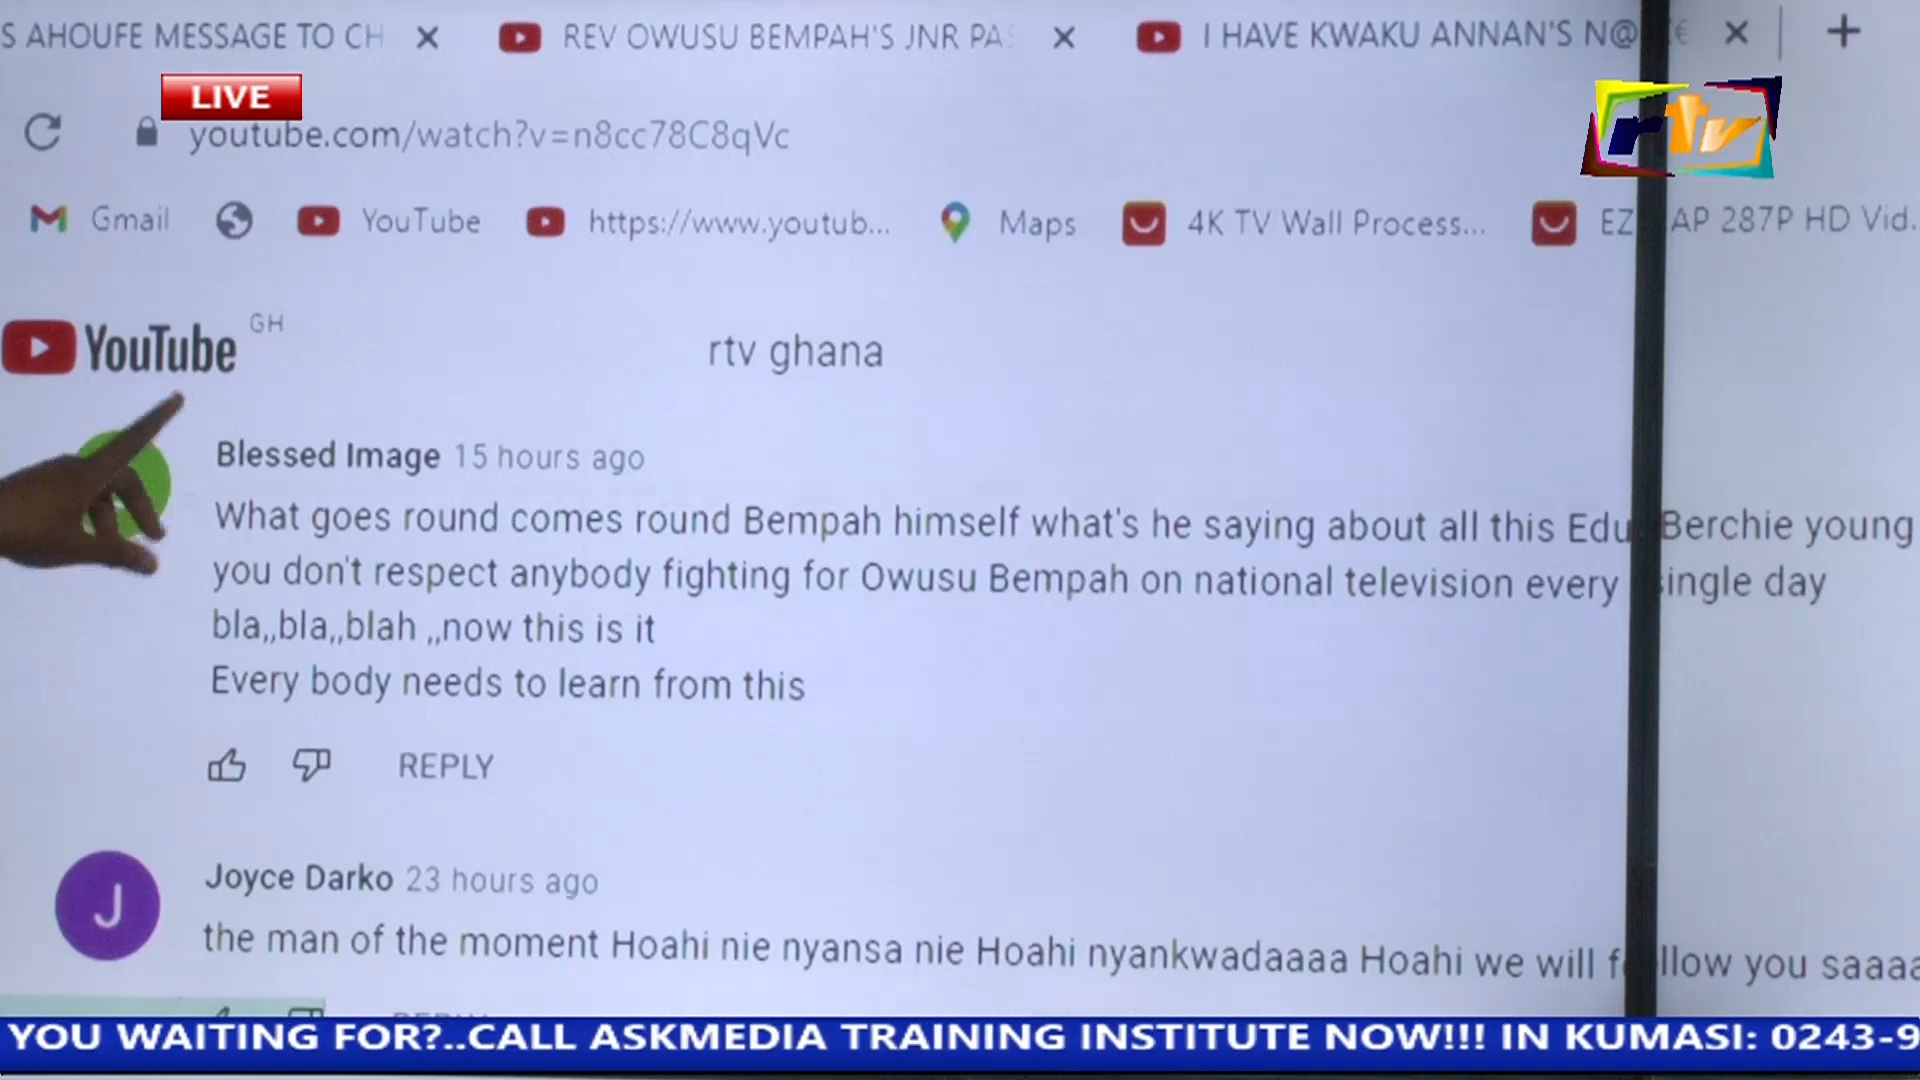 S AHOUFE MESSAGE TO CH
REV OWUSU BEMPAH'S JNR PA
I HAVE KWAKU ANNAN'S N@
LIVE
youtube.com/watch?v=n8cc78C8qVc
rtv
Gmail
YouTube
https://www.youtub...
Maps
4K TV Wall Process...
EZ AP 287P HD Vid.
YouTube GH
rtv ghana
Blessed Image 15 hours ago
What goes round comes round Bempah himself what's he saying about all this Edu Berchie young
you don't respect anybody fighting for Owusu Bempah on national television every single day
bla,,bla,,blah ,,now this is it
Every body needs to learn from this
REPLY
J
Joyce Darko 23 hours ago
the man of the moment Hoahi nie nyansa nie Hoahi nyankwadaaaa Hoahi we will follow you saaaa
YOU WAITING FOR?..CALL ASKMEDIA TRAINING INSTITUTE NOW!!! IN KUMASI: 0243-9